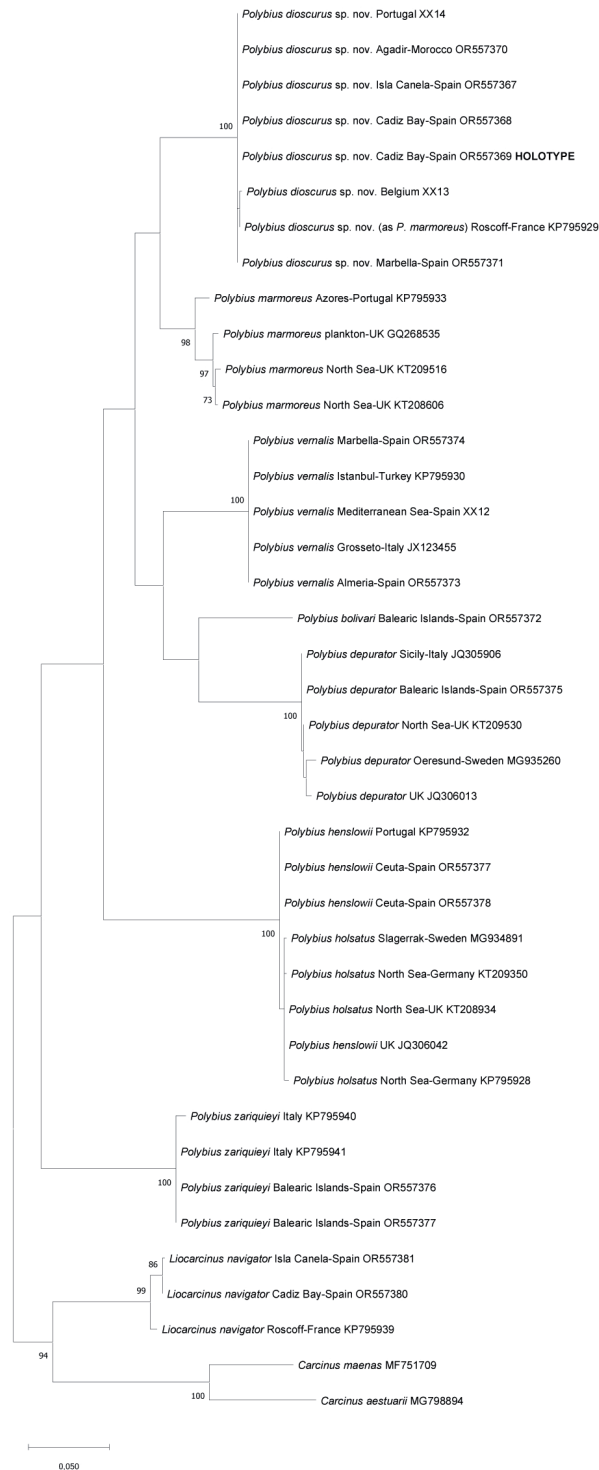 Polybius dioscurus sp. nov. Portugal XX14
Polybius dioscurus sp. nov. Agadir-Morocco OR557370
Polybius dioscurus sp. nov. Isla Canela-Spain OR557367
Polybius dioscurus sp. nov. Cadiz Bay-Spain OR557368
100
Polybius dioscurus sp. nov. Cadiz Bay-Spain OR557369 HOLOTYPE
Polybius dioscurus sp. nov. Belgium XX13
Polybius dioscurus sp. nov. (as P. marmoreus) Roscoff-France KP795929
Polybius dioscurus sp. nov. Marbella-Spain OR557371
Polybius marmoreus Azores-Portugal KP795933
Polybius marmoreus plankton-UK GQ268535
98
Polybius marmoreus North Sea-UK KT209516
97
73
Polybius marmoreus North Sea-UK KT208606
Polybius vernalis Marbella-Spain OR557374
Polybius vernalis Istanbul-Turkey KP795930
100
Polybius vernalis Mediterranean Sea-Spain XX12
Polybius vernalis Grosseto-Italy JX123455
Polybius vernalis Almeria-Spain OR557373
Polybius bolivari Balearic Islands-Spain OR557372
Polybius depurator Sicily-Italy JQ305906
Polybius depurator Balearic Islands-Spain OR557375
100
Polybius depurator North Sea-UK KT209530
Polybius depurator Oeresund-Sweden MG935260
Polybius depurator UK JQ306013
Polybius henslowii Portugal KP795932
Polybius henslowii Ceuta-Spain OR557377
Polybius henslowii Ceuta-Spain OR557378
100
Polybius holsatus Slagerrak-Sweden MG934891
Polybius holsatus North Sea-Germany KT209350
Polybius holsatus North Sea-UK KT208934
Polybius henslowii UK JQ306042
Polybius holsatus North Sea-Germany KP795928
Polybius zariquieyi Italy KP795940
Polybius zariquieyi Italy KP795941
100
Polybius zariquieyi Balearic Islands-Spain OR557376
Polybius zariquieyi Balearic Islands-Spain OR557377
86
Liocarcinus navigator Isla Canela-Spain OR557381
99
Liocarcinus navigator Cadiz Bay-Spain OR557380
Liocarcinus navigator Roscoff-France KP795939
94
Carcinus maenas MF751709
100
Carcinus aestuarii MG798894
0.050